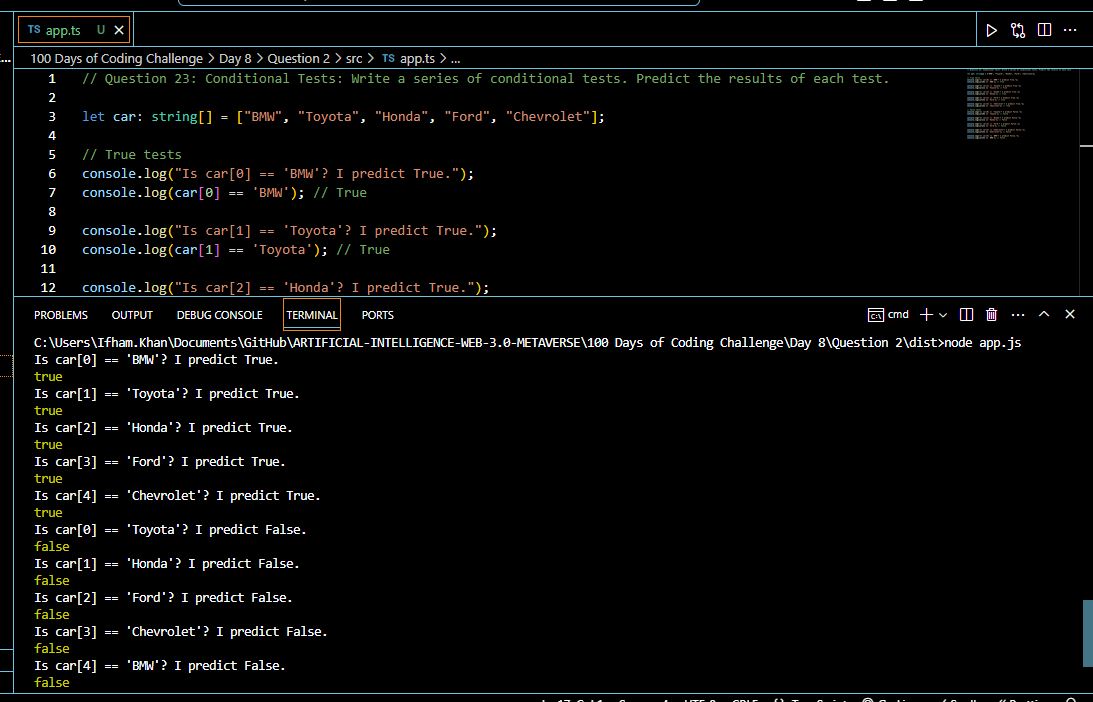 TS app.ts U ×
100 Days of Coding Challenge > Day 8 > Question 2 > src > TS app.ts > ...
1 // Question 23: Conditional Tests: Write a series of conditional tests. Predict the results of each test.
2
3 let car: string[] = ["BMW", "Toyota", "Honda", "Ford", "Chevrolet"];
4
5 // True tests
6 console.log("Is car[0] == 'BMW'? I predict True.");
7 console.log(car[0] == 'BMW'); // True
8
9 console.log("Is car[1] == 'Toyota'? I predict True.");
10 console.log(car[1] == 'Toyota'); // True
11
12 console.log("Is car[2] == 'Honda'? I predict True.");
PROBLEMS OUTPUT DEBUG CONSOLE TERMINAL PORTS cmd
C:\Users\Ifham.Khan\Documents\GitHub\ARTIFICIAL-INTELLIGENCE-WEB-3.0-METAVERSE\100 Days of Coding Challenge\Day 8\Question 2\dist>node app.js
Is car[0] == 'BMW'? I predict True.
true
Is car[1] == 'Toyota'? I predict True.
true
Is car[2] == 'Honda'? I predict True.
true
Is car[3] == 'Ford'? I predict True.
true
Is car[4] == 'Chevrolet'? I predict True.
true
Is car[0] == 'Toyota'? I predict False.
false
Is car[1] == 'Honda'? I predict False.
false
Is car[2] == 'Ford'? I predict False.
false
Is car[3] == 'Chevrolet'? I predict False.
false
Is car[4] == 'BMW'? I predict False.
false